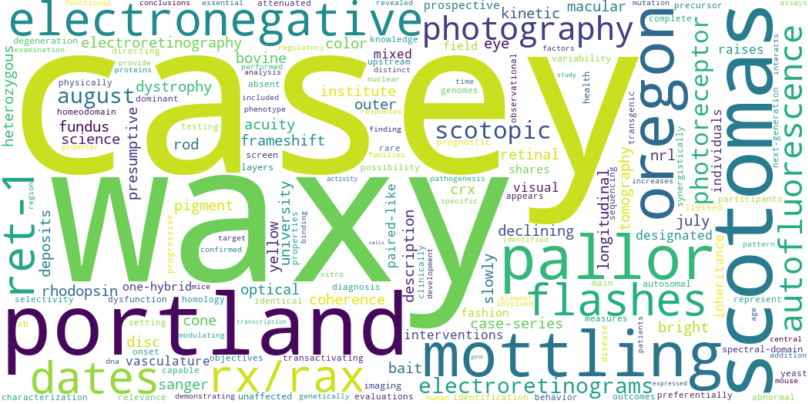 functional conclusions essential attenuated revealed mutation precursor assays
electronegative photography kinetic prospective macular
degeneration establishment electroretinography color knowledge mixed complete
examination directing bovine field eye upstream distinct variability raises
heterozygous casey scotomas oregon photoreceptor autofluorescence
provide proteins performed regulatory factors
physically analysis absent nuclear time genomes
dystrophy institute outer observational health
august homeodomain dominant included phenotype responses
fundus presumptive testing acuity finding scotopic prognostic transgenic
science rod frameshift screen rare families retinal tomography nrl individuals synergistically next-generation
promoter layers possibility shares longitudinal sequencing
waxy activity pathogenesis crx visual
ret-1 region deposits pigment university properties binding paired-like specific appears declining july limited participants
progressive yellow description clinically development designated inheritance pattern
confirmed target optical vitro cells identified pallor main autosomal
rhodopsin one-hybrid mice diagnosis slowly element involved represent
selectivity dysfunction homology identical coherence fashion flashes measures bright age central
portland cone transcription case-series disease patients spectral-domain
kb setting modulating interventions mottling addition
disc onset vasculature objectives transactivating bait gene yeast
dates dna rx/rax imaging electroretinograms mouse
capable sanger human identification behavior outcomes expressed preferentially abnormal
characterization relevance demonstrating unaffected genetically evaluations study interacts